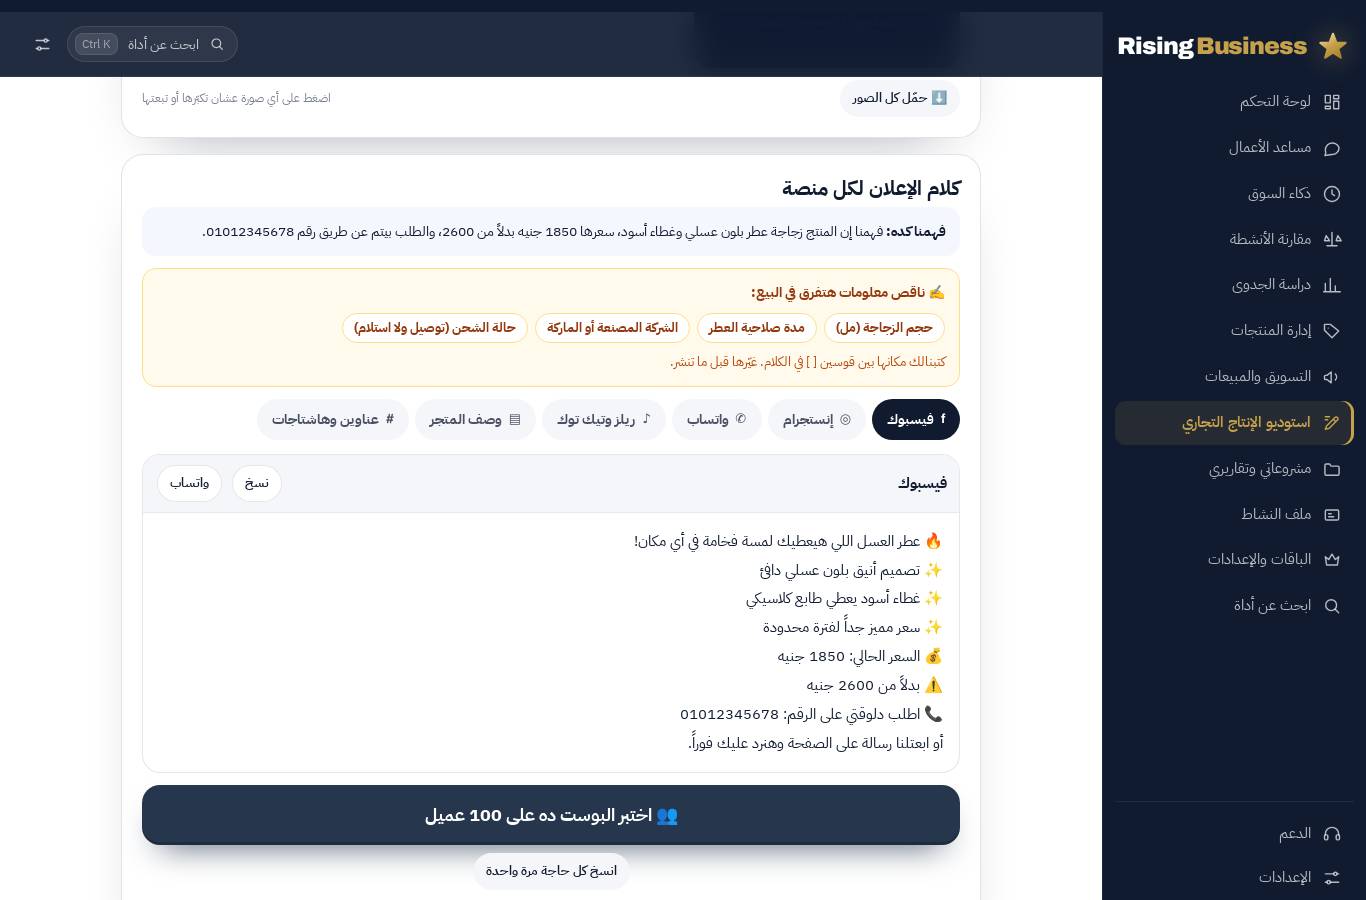 Rising Business
لوحة التحكم
مساعد الأعمال
ذكاء السوق
مقارنة الأنشطة
دراسة الجدوى
إدارة المنتجات
التسويق والمبيعات
استوديو الإنتاج التجاري
مشروعاتي وتقاريري
ملف النشاط
الباقات والإعدادات
ابحث عن أداة
الدعم
الإعدادات
ابحث عن أداة Ctrl K
⬇️ حمّل كل الصور
اضغط على أي صورة عشان تكبّرها أو تبعتها
كلام الإعلان لكل منصة
فهمنا كده: فهمنا إن المنتج زجاجة عطر بلون عسلي وغطاء أسود، سعرها 1850 جنيه بدلاً من 2600، والطلب بيتم عن طريق رقم 01012345678.
✍️ ناقص معلومات هتفرق في البيع:
حجم الزجاجة (مل)
مدة صلاحية العطر
الشركة المصنعة أو الماركة
حالة الشحن (توصيل ولا استلام)
كتبنالك مكانها بين قوسين [ ] في الكلام. غيّرها قبل ما تنشر.
f فيسبوك
◎ إنستجرام
✆ واتساب
♪ ريلز وتيك توك
▤ وصف المتجر
# عناوين وهاشتاجات
فيسبوك
نسخ
واتساب
🔥 عطر العسل اللي هيعطيك لمسة فخامة في أي مكان!
✨ تصميم أنيق بلون عسلي دافئ
✨ غطاء أسود يعطي طابع كلاسيكي
✨ سعر مميز جداً لفترة محدودة
💰 السعر الحالي: 1850 جنيه
⚠️ بدلاً من 2600 جنيه
📞 اطلب دلوقتي على الرقم: 01012345678
أو ابعتلنا رسالة على الصفحة وهنرد عليك فوراً.
👥 اختبر البوست ده على 100 عميل
انسخ كل حاجة مرة واحدة